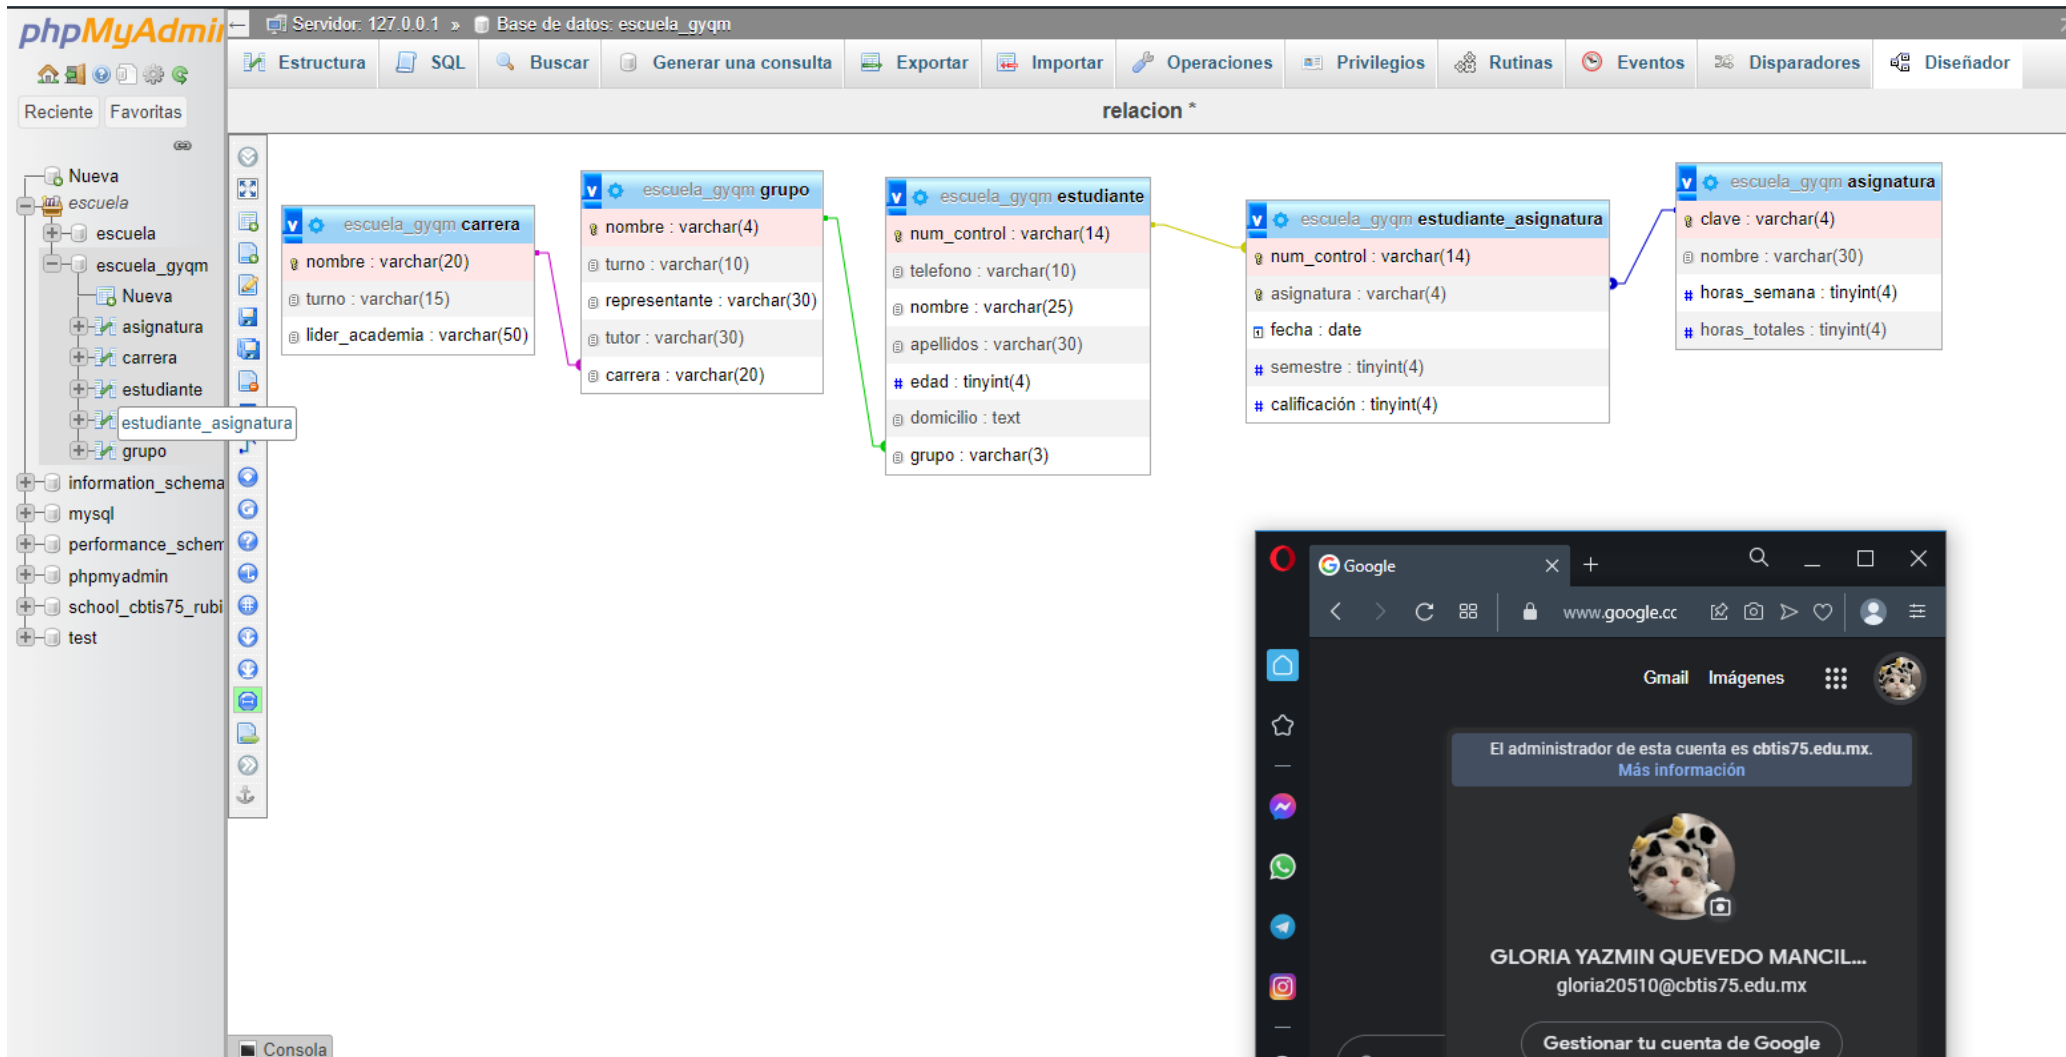 phpMyAdmin
Servidor: 127.0.0.1 » Base de datos: escuela_gyqm
Estructura SQL Buscar Generar una consulta Exportar Importar Operaciones Privilegios Rutinas Eventos Disparadores Diseñador
Reciente Favoritas
relacion *
Nueva
escuela
escuela
escuela_gyqm
Nueva
asignatura
carrera
estudiante
estudiante_asignatura
grupo
information_schema
mysql
performance_schem
phpmyadmin
school_cbtis75_rubi
test
escuela_gyqm carrera
nombre : varchar(20)
turno : varchar(15)
lider_academia : varchar(50)
escuela_gyqm grupo
nombre : varchar(4)
turno : varchar(10)
representante : varchar(30)
tutor : varchar(30)
carrera : varchar(20)
escuela_gyqm estudiante
num_control : varchar(14)
telefono : varchar(10)
nombre : varchar(25)
apellidos : varchar(30)
edad : tinyint(4)
domicilio : text
grupo : varchar(3)
escuela_gyqm estudiante_asignatura
num_control : varchar(14)
asignatura : varchar(4)
fecha : date
semestre : tinyint(4)
calificación : tinyint(4)
escuela_gyqm asignatura
clave : varchar(4)
nombre : varchar(30)
horas_semana : tinyint(4)
horas_totales : tinyint(4)
Google
www.google.cc
Gmail Imágenes
El administrador de esta cuenta es cbtis75.edu.mx.
Más información
GLORIA YAZMIN QUEVEDO MANCIL...
gloria20510@cbtis75.edu.mx
Gestionar tu cuenta de Google
Consola